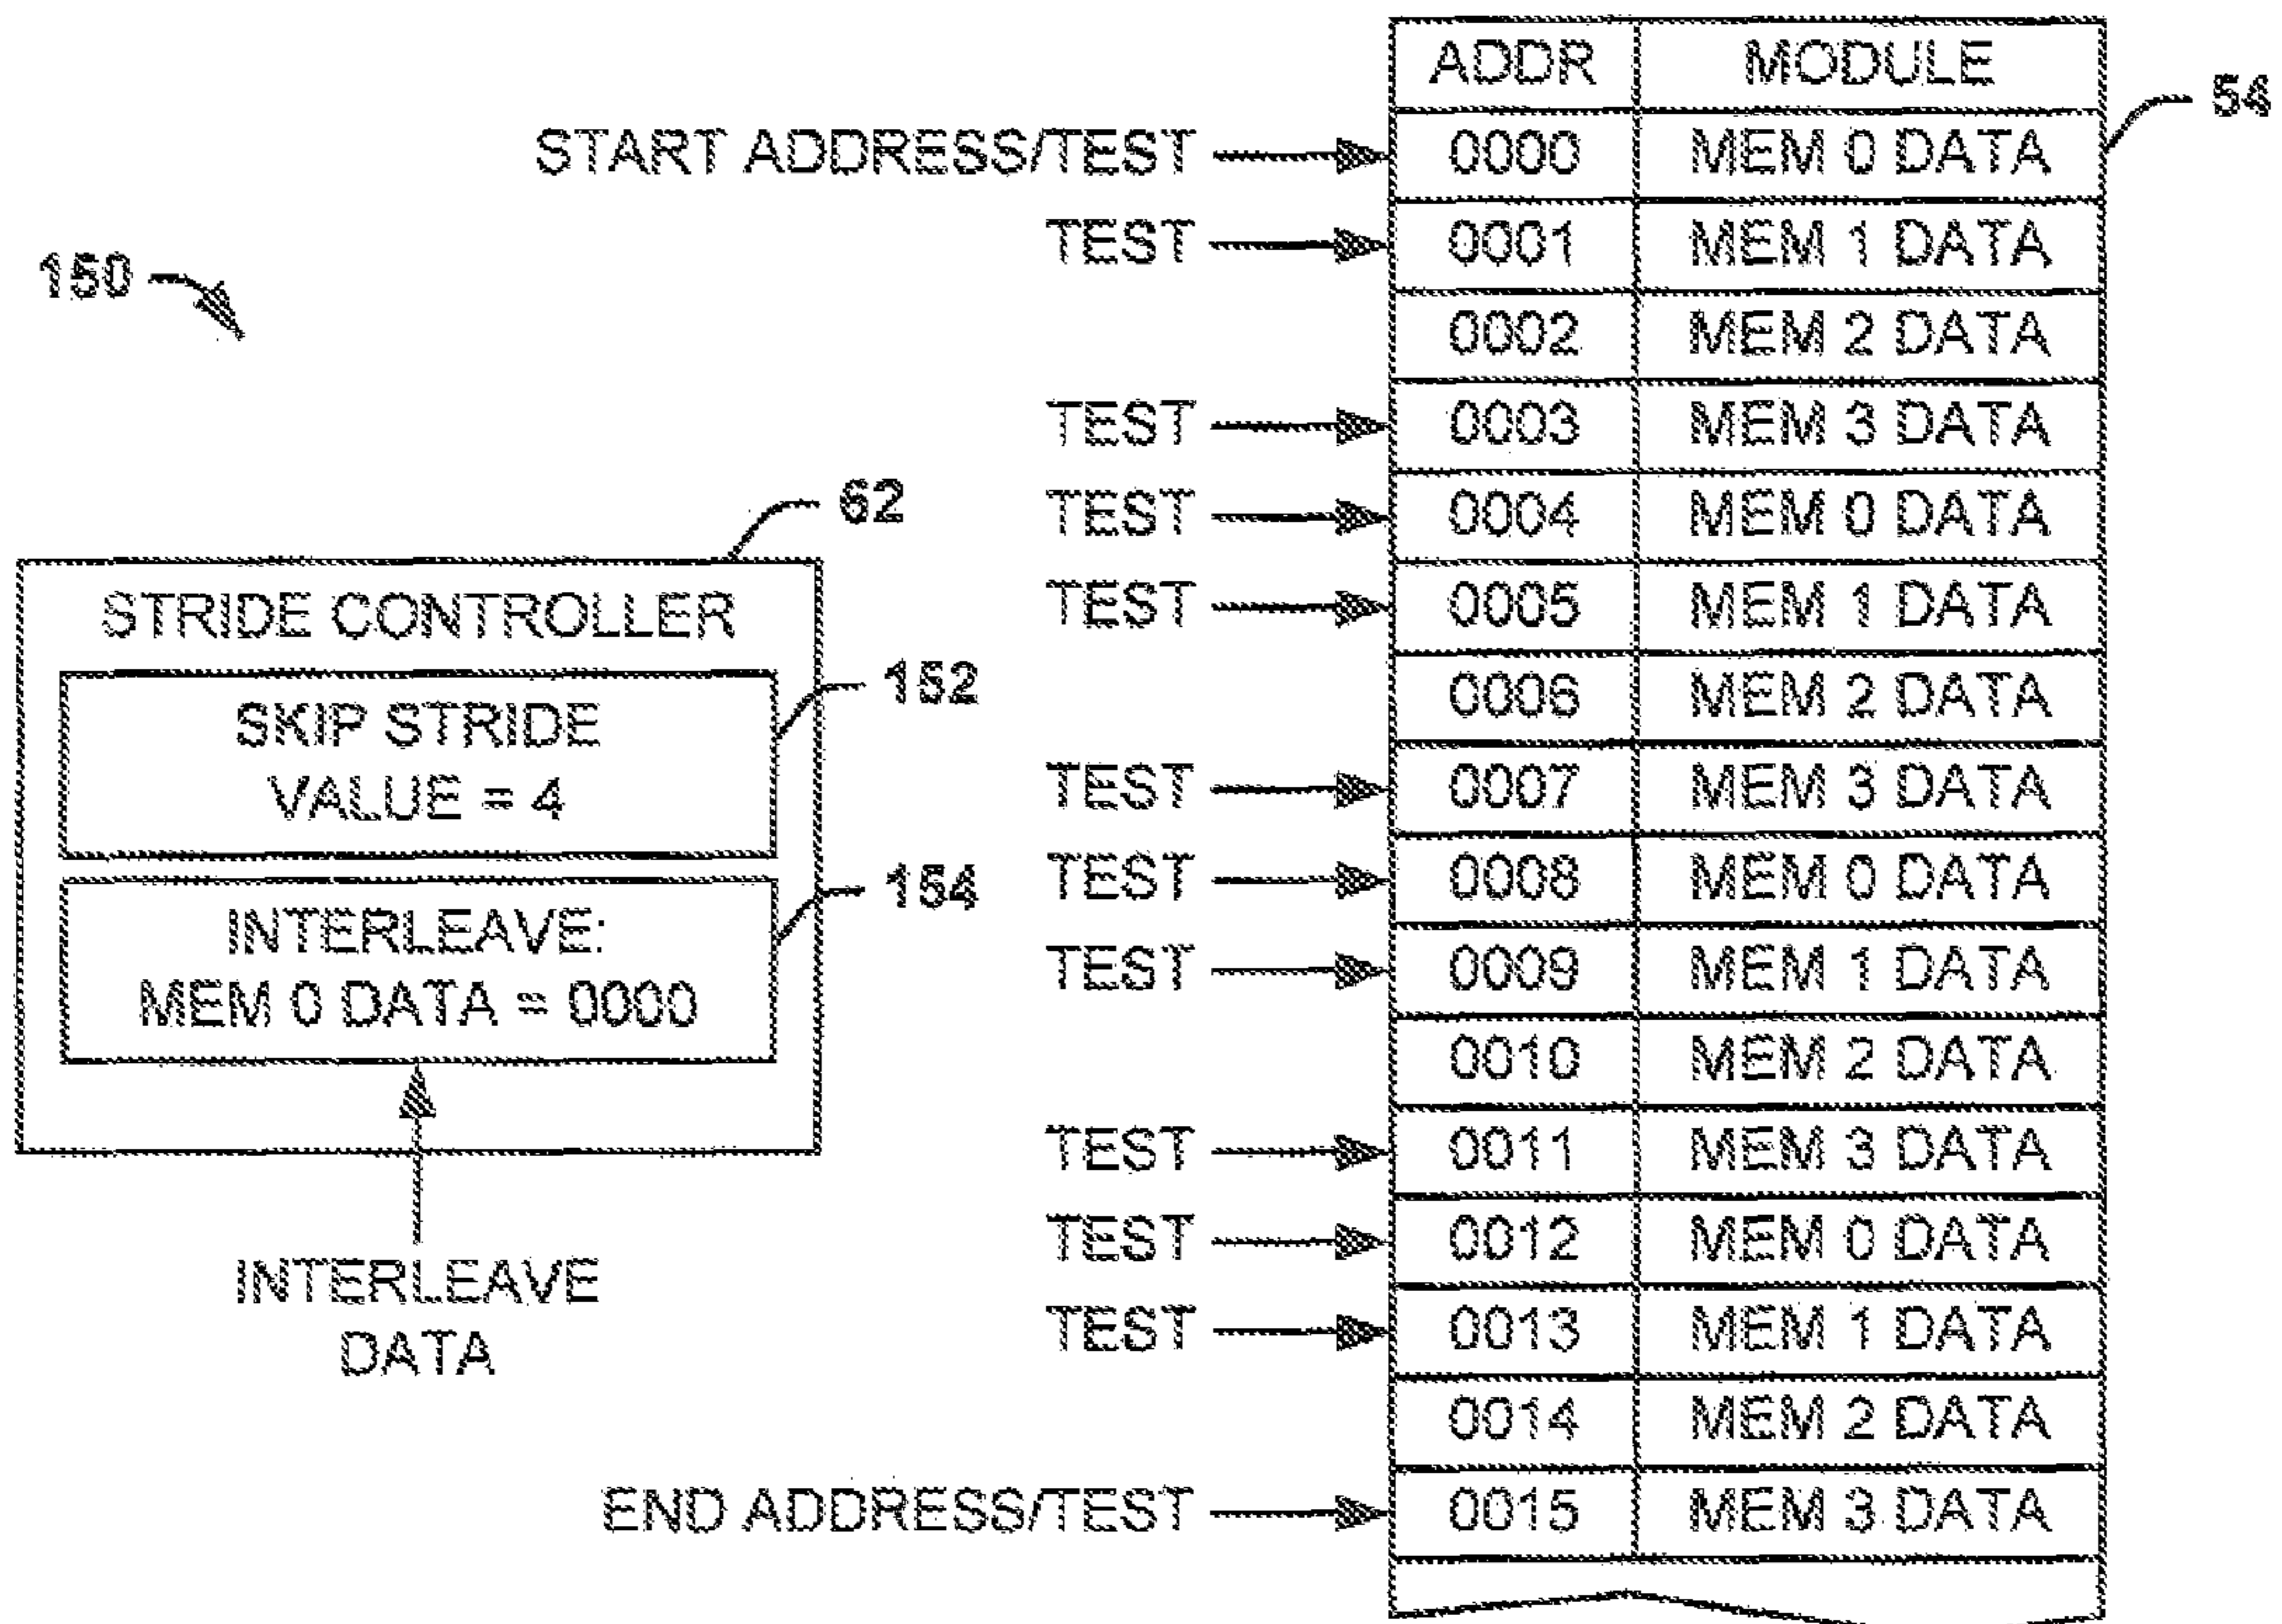 150
62
STRIDE CONTROLLER
152
SKIP STRIDE
VALUE = 4
154
INTERLEAVE:
MEM 0 DATA = 0000
INTERLEAVE
DATA
54
ADDR MODULE
START ADDRESS/TEST 0000 MEM 0 DATA
TEST 0001 MEM 1 DATA
0002 MEM 2 DATA
TEST 0003 MEM 3 DATA
TEST 0004 MEM 0 DATA
TEST 0005 MEM 1 DATA
0006 MEM 2 DATA
TEST 0007 MEM 3 DATA
TEST 0008 MEM 0 DATA
TEST 0009 MEM 1 DATA
0010 MEM 2 DATA
TEST 0011 MEM 3 DATA
TEST 0012 MEM 0 DATA
TEST 0013 MEM 1 DATA
0014 MEM 2 DATA
END ADDRESS/TEST 0015 MEM 3 DATA